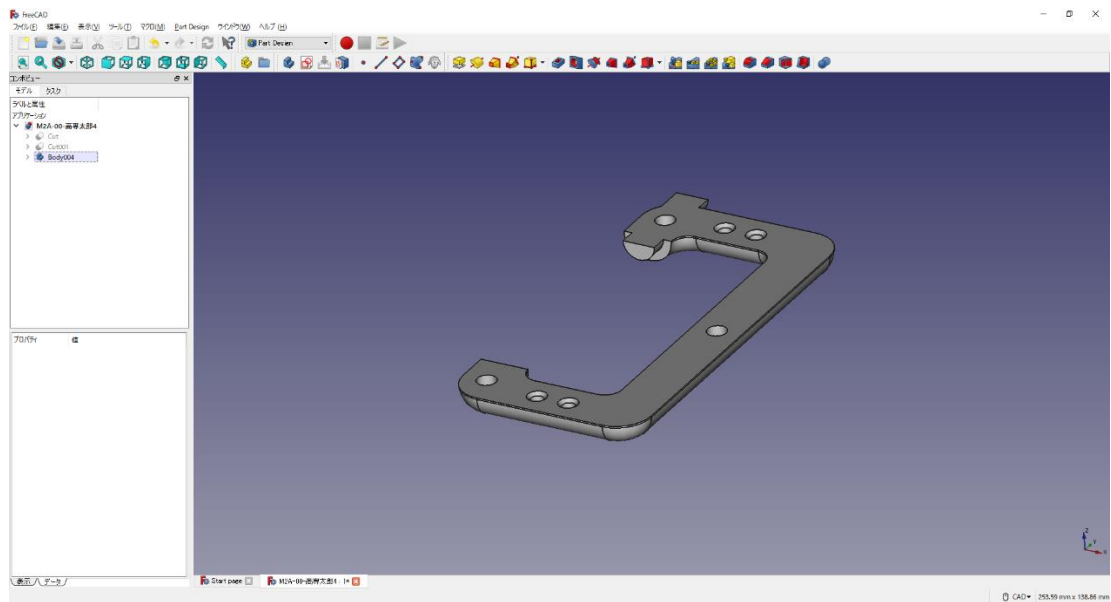 FreeCAD
ファイル(F) 編集(E) 表示(V) ツール(T) マクロ(M) Part Design ウインドウ(W) ヘルプ(H)
Part Design
コンボビュー
モデル タスク
ラベルと属性
アプリケーション
M2A-00-高専太郎4
Cut
Cut001
Body004
プロパティ 値
Z
Y
X
表示 データ
Start page M2A-00-高専太郎4 : 1*
CAD 253.59 mm x 138.86 mm